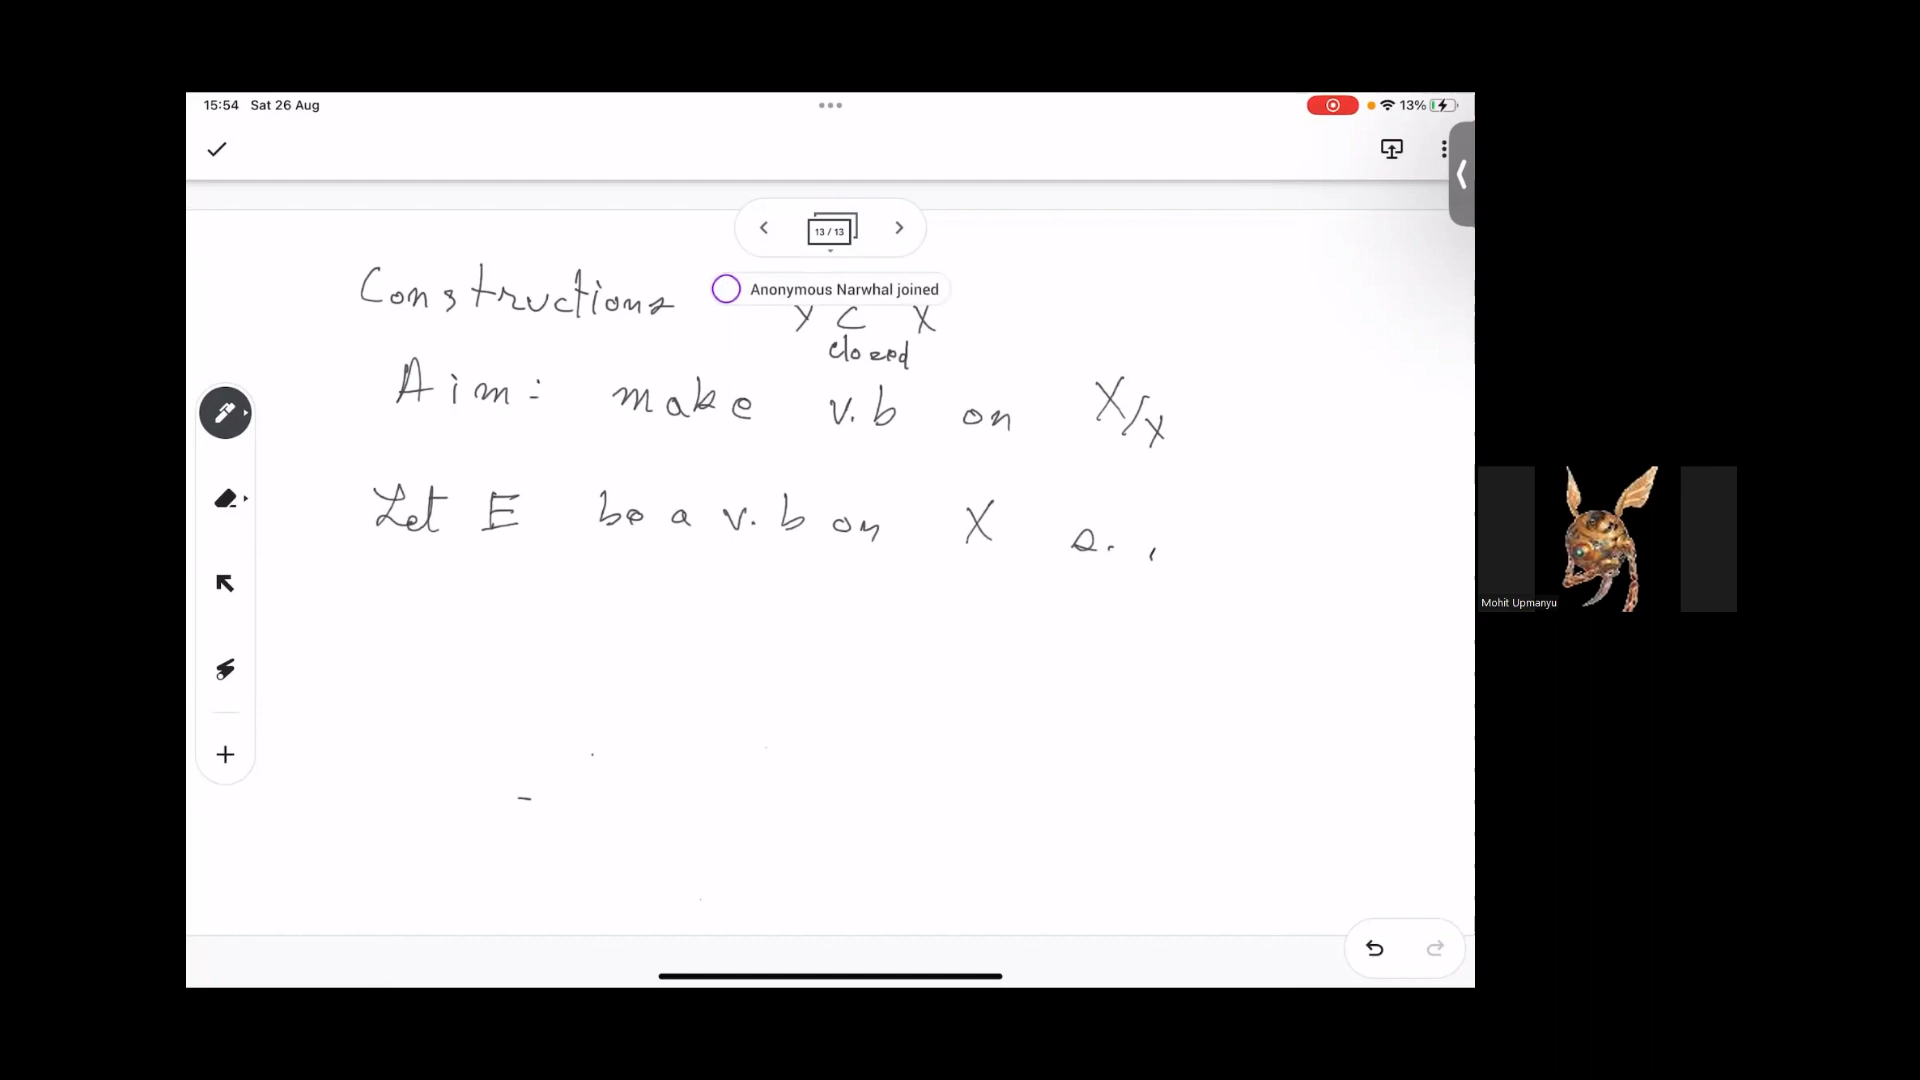 15:54 Sat 26 Aug
13%
13 / 13
Constructions
Anonymous Narwhal joined
Y ⊂ X
closed
Aim: make v.b on X/Y
Let E be a v.b on X s.
Mohit Upmanyu